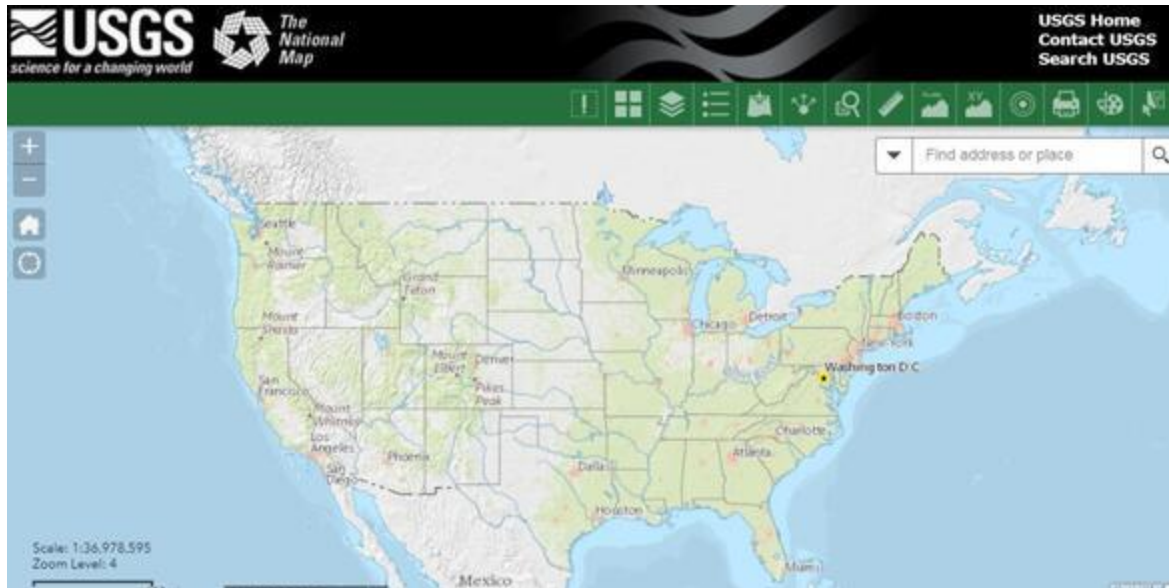 USGS
science for a changing world
The
National
Map
USGS Home
Contact USGS
Search USGS
+
−
Find address or place
Seattle
Mount
Rainier
Grand
Teton
Minneapolis
Mount
Shasta
Chicago
Detroit
Boston
New York
Mount
Elbert
Denver
Washington D C
San
Francisco
Pikes
Peak
Mount
Whitney
Los
Angeles
Phoenix
Charlotte
Atlanta
San
Diego
Dallas
Houston
Miami
Scale: 1:36,978,595
Zoom Level: 4
Mexico